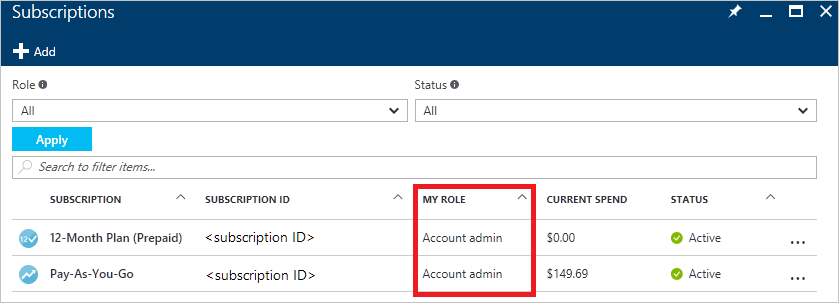 Subscriptions
Add
Role Status
All All
Apply
Search to filter items...
SUBSCRIPTION SUBSCRIPTION ID MY ROLE CURRENT SPEND STATUS
12-Month Plan (Prepaid) <subscription ID> Account admin $0.00 Active ...
Pay-As-You-Go <subscription ID> Account admin $149.69 Active ...